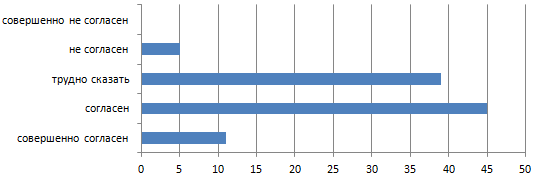 совершенно не согласен
не согласен
трудно сказать
согласен
совершенно согласен
0 5 10 15 20 25 30 35 40 45 50